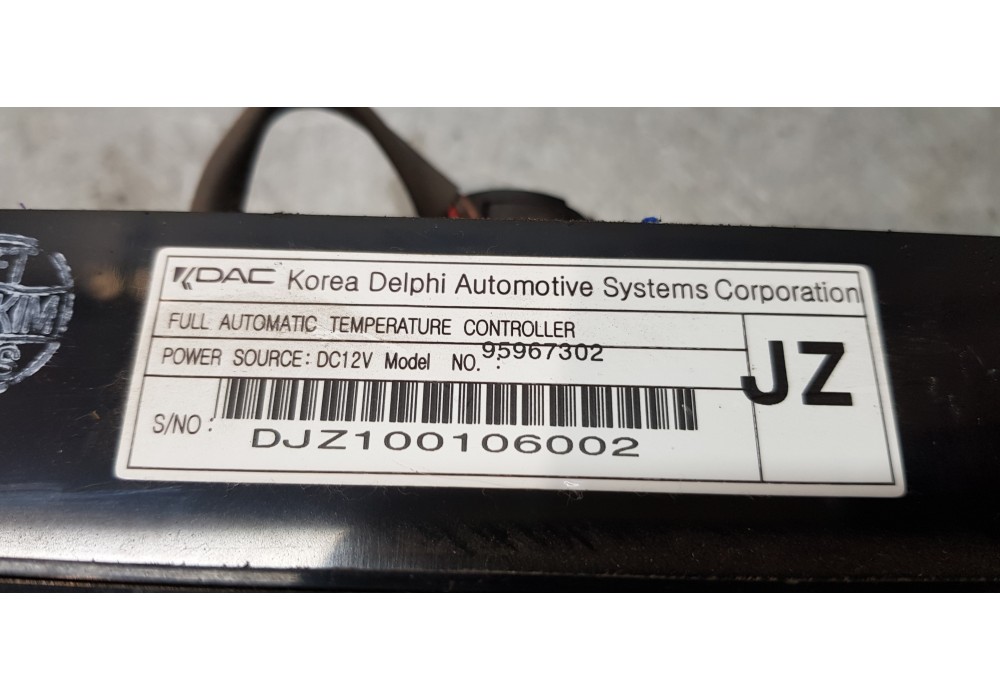 KDAC Korea Delphi Automotive Systems Corporation
FULL AUTOMATIC TEMPERATURE CONTROLLER
POWER SOURCE: DC12V Model NO. : 95967302
JZ
S/NO :
DJZ100106002